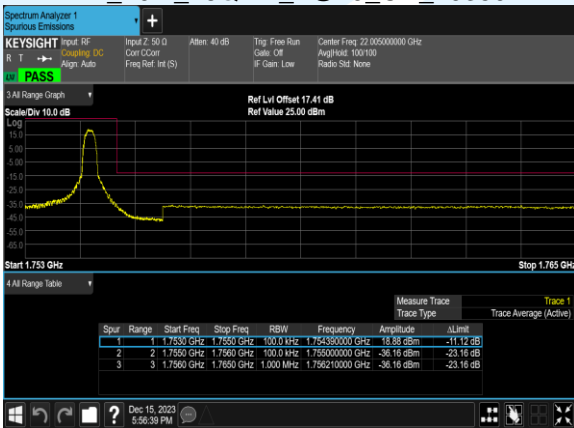 Spectrum Analyzer 1
Spurious Emissions
+
KEYSIGHT Input: RF Input Z: 50 Ω Atten: 40 dB Trig: Free Run Center Freq: 22.005000000 GHz
R T Coupling: DC Corr CCorr Gate: Off Avg|Hold: 100/100
Align: Auto Freq Ref: Int (S) IF Gain: Low Radio Std: None
PASS
3 All Range Graph
Ref Lvl Offset 17.41 dB
Scale/Div 10.0 dB Ref Value 25.00 dBm
Log
15.0
5.00
-5.00
-15.0
-25.0
-35.0
-45.0
-55.0
-65.0
Start 1.753 GHz Stop 1.765 GHz
4 All Range Table
Measure Trace Trace 1
Trace Type Trace Average (Active)
Spur Range Start Freq Stop Freq RBW Frequency Amplitude ΔLimit
1 1 1.7530 GHz 1.7550 GHz 100.0 kHz 1.754390000 GHz 18.88 dBm -11.12 dB
2 2 1.7550 GHz 1.7560 GHz 100.0 kHz 1.755000000 GHz -36.16 dBm -23.16 dB
3 3 1.7560 GHz 1.7650 GHz 1.000 MHz 1.756210000 GHz -36.16 dBm -23.16 dB
?
Dec 15, 2023
5:56:39 PM